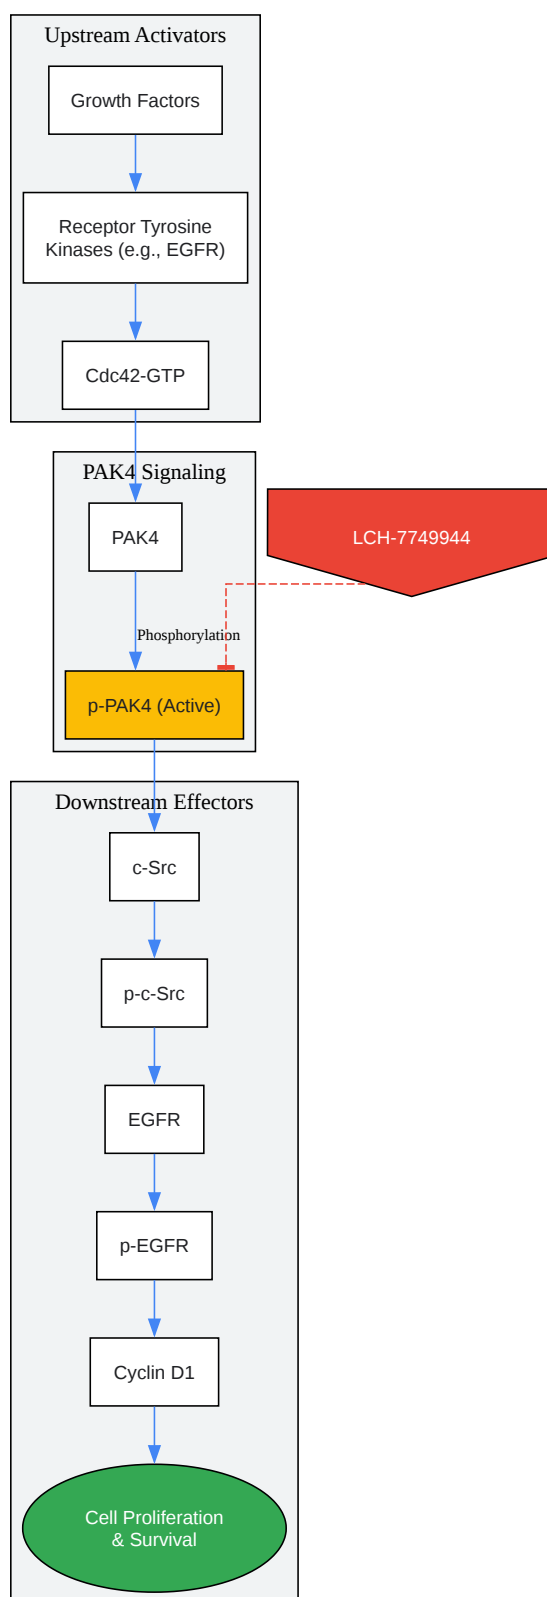 Upstream Activators
Growth Factors
Receptor Tyrosine
Kinases (e.g., EGFR)
Cdc42-GTP
PAK4 Signaling
PAK4
LCH-7749944
Phosphorylation
p-PAK4 (Active)
Downstream Effectors
c-Src
p-c-Src
EGFR
p-EGFR
Cyclin D1
Cell Proliferation
& Survival